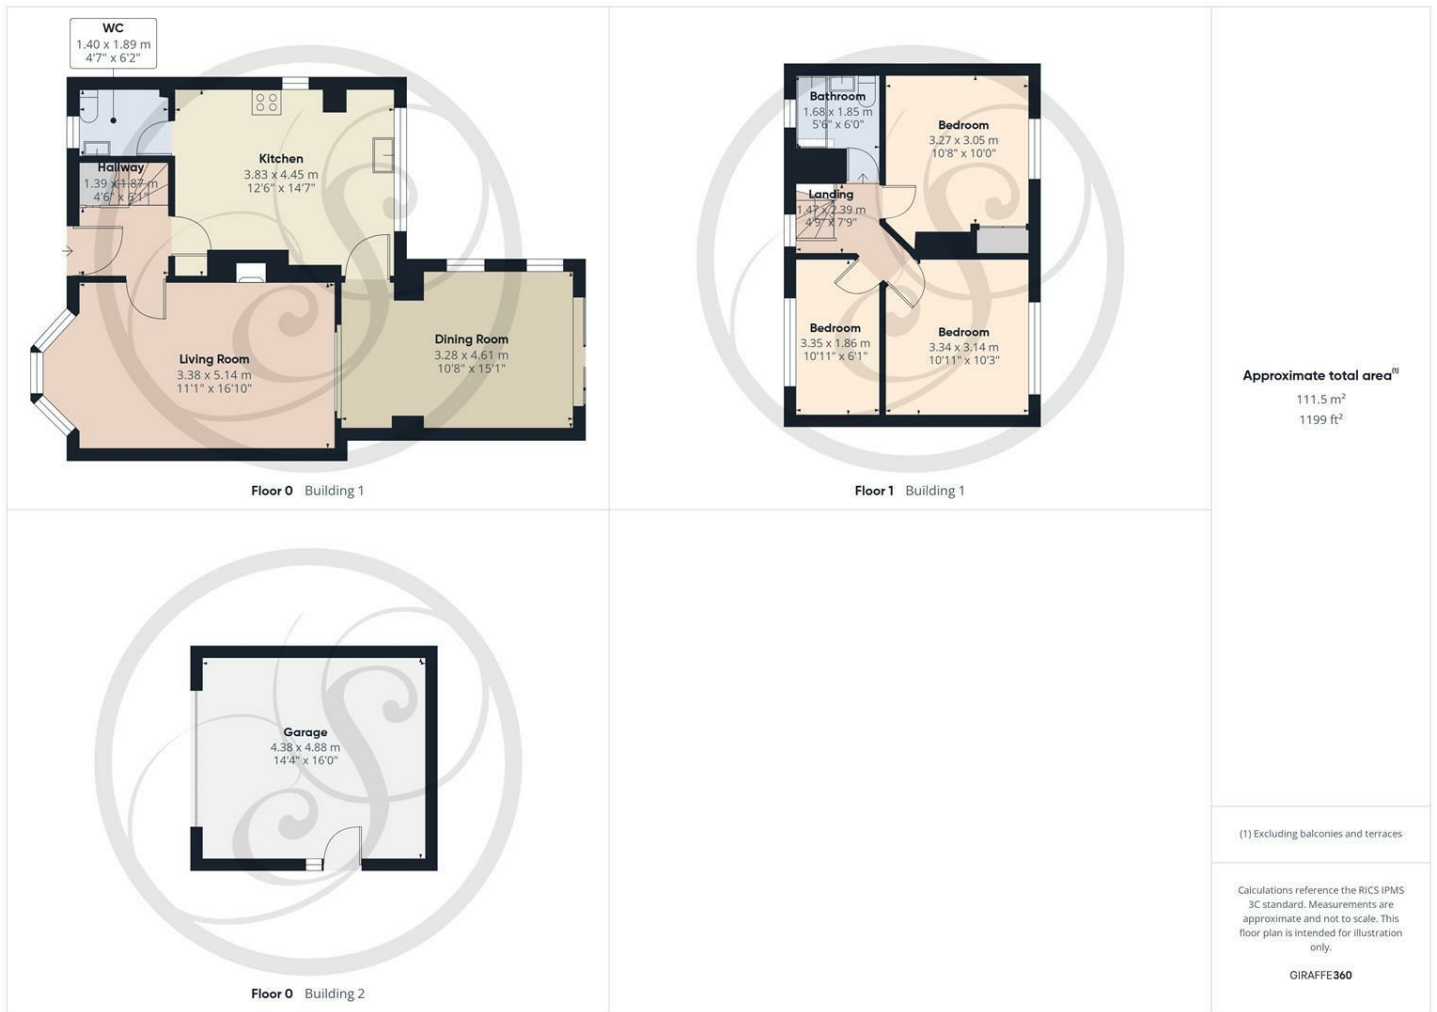 WC
1.40 x 1.89 m
4'7" x 6'2"
Hallway
1.39 x 1.87 m
4'6" x 6'1"
Kitchen
3.83 x 4.45 m
12'6" x 14'7"
Living Room
3.38 x 5.14 m
11'1" x 16'10"
Dining Room
3.28 x 4.61 m
10'8" x 15'1"
Floor 0 Building 1
Bathroom
1.68 x 1.85 m
5'6" x 6'0"
Bedroom
3.27 x 3.05 m
10'8" x 10'0"
Landing
1.47 x 2.39 m
4'9" x 7'9"
Bedroom
3.35 x 1.86 m
10'11" x 6'1"
Bedroom
3.34 x 3.14 m
10'11" x 10'3"
Floor 1 Building 1
Garage
4.38 x 4.88 m
14'4" x 16'0"
Floor 0 Building 2
Approximate total area(1)
111.5 m²
1199 ft²
(1) Excluding balconies and terraces
Calculations reference the RICS IPMS
3C standard. Measurements are
approximate and not to scale. This
floor plan is intended for illustration
only.
GIRAFFE360